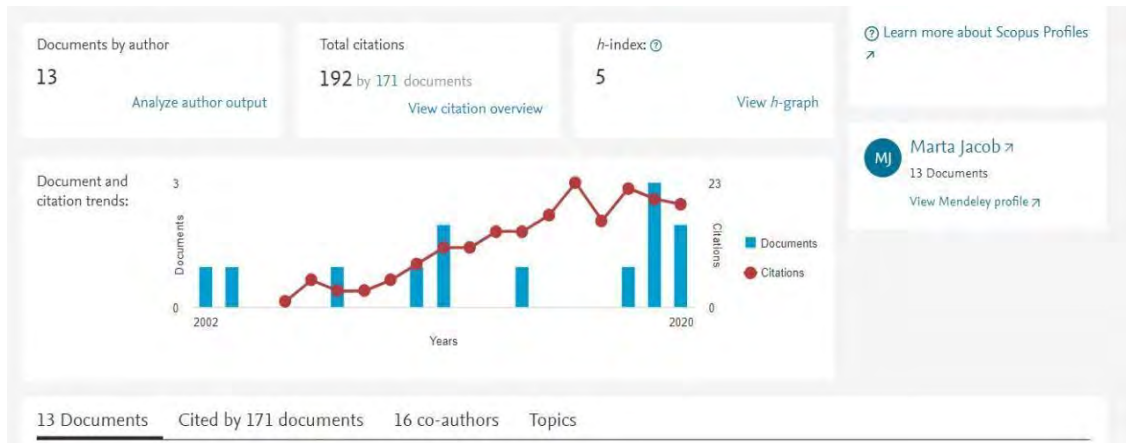 Documents by author
13
Analyze author output
Total citations
192 by 171 documents
View citation overview
h-index: ?
5
View h-graph
? Learn more about Scopus Profiles
↗
MJ
Marta Jacob ↗
13 Documents
View Mendeley profile ↗
Document and
citation trends:
3
Documents
0
2002
Years
2020
23
Citations
0
Documents
Citations
13 Documents Cited by 171 documents 16 co-authors Topics